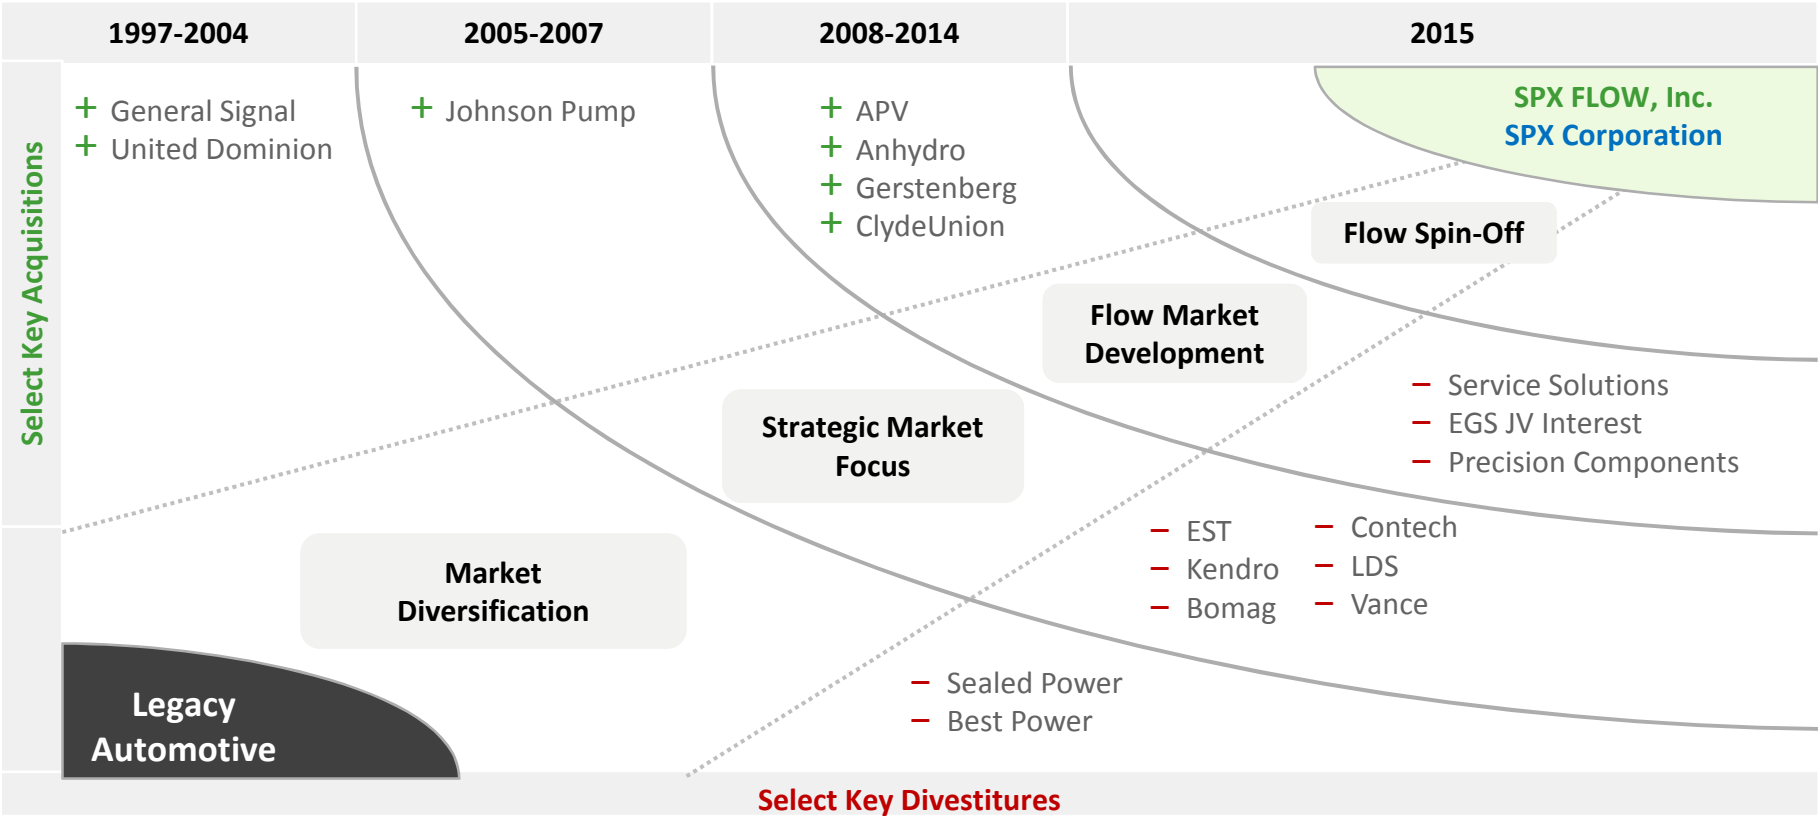 1997-2004
2005-2007
2008-2014
2015
Select Key Acquisitions
+ General Signal
+ United Dominion
+ Johnson Pump
+ APV
+ Anhydro
+ Gerstenberg
+ ClydeUnion
SPX FLOW, Inc.
SPX Corporation
Flow Spin-Off
Flow Market
Development
Strategic Market
Focus
Market
Diversification
Legacy
Automotive
– Service Solutions
– EGS JV Interest
– Precision Components
– EST
– Kendro
– Bomag
– Contech
– LDS
– Vance
– Sealed Power
– Best Power
Select Key Divestitures